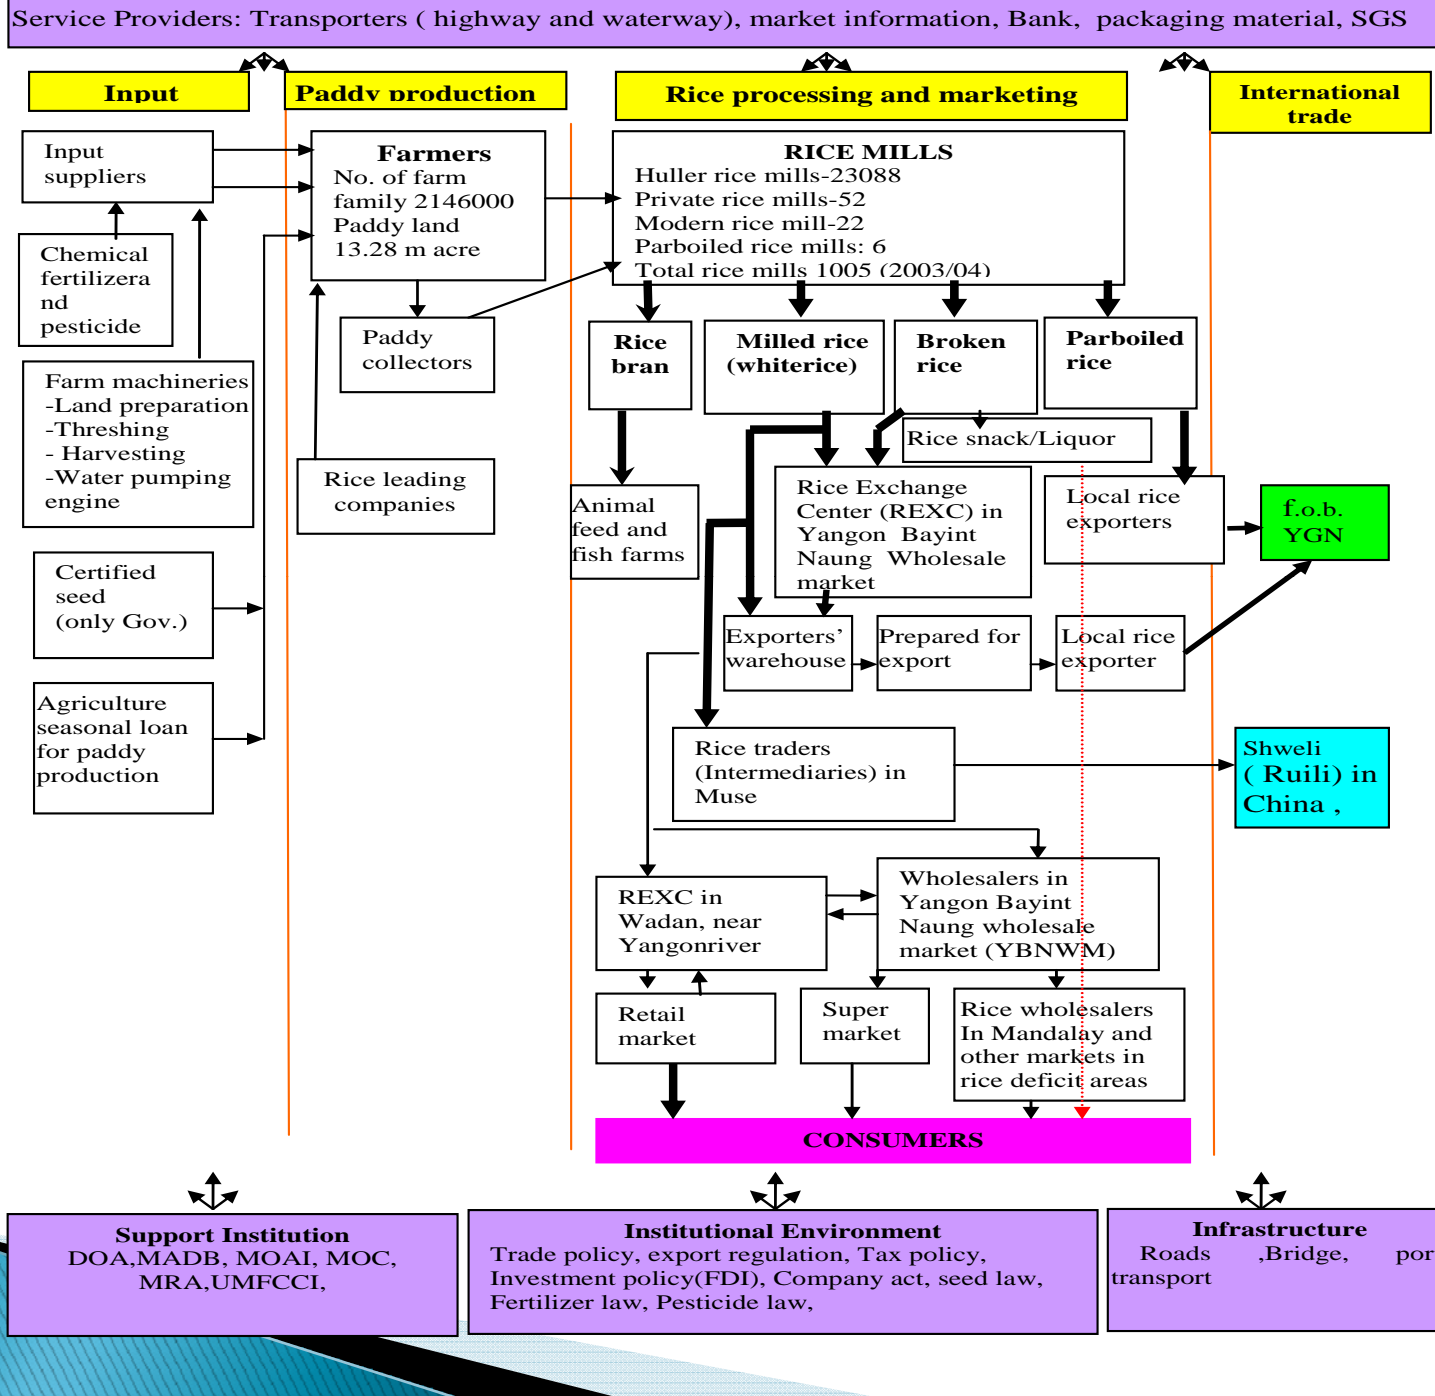 Service Providers: Transporters ( highway and waterway), market information, Bank, packaging material, SGS
Input
Paddy production
Rice processing and marketing
International
trade
Input
suppliers
Chemical
fertilizera
nd
pesticide
Farm machineries
-Land preparation
-Threshing
- Harvesting
-Water pumping
engine
Certified
seed
(only Gov.)
Agriculture
seasonal loan
for paddy
production
Farmers
No. of farm
family 2146000
Paddy land
13.28 m acre
Paddy
collectors
Rice leading
companies
RICE MILLS
Huller rice mills-23088
Private rice mills-52
Modern rice mill-22
Parboiled rice mills: 6
Total rice mills 1005 (2003/04)
Rice
bran
Milled rice
(whiterice)
Broken
rice
Parboiled
rice
Rice snack/Liquor
Animal
feed and
fish farms
Rice Exchange
Center (REXC) in
Yangon Bayint
Naung Wholesale
market
Local rice
exporters
f.o.b.
YGN
Exporters’
warehouse
Prepared for
export
Local rice
exporter
Rice traders
(Intermediaries) in
Muse
Shweli
( Ruili) in
China ,
REXC in
Wadan, near
Yangonriver
Wholesalers in
Yangon Bayint
Naung wholesale
market (YBNWM)
Retail
market
Super
market
Rice wholesalers
In Mandalay and
other markets in
rice deficit areas
CONSUMERS
Support Institution
DOA,MADB, MOAI, MOC,
MRA,UMFCCI,
Institutional Environment
Trade policy, export regulation, Tax policy,
Investment policy(FDI), Company act, seed law,
Fertilizer law, Pesticide law,
Infrastructure
Roads ,Bridge, por
transport